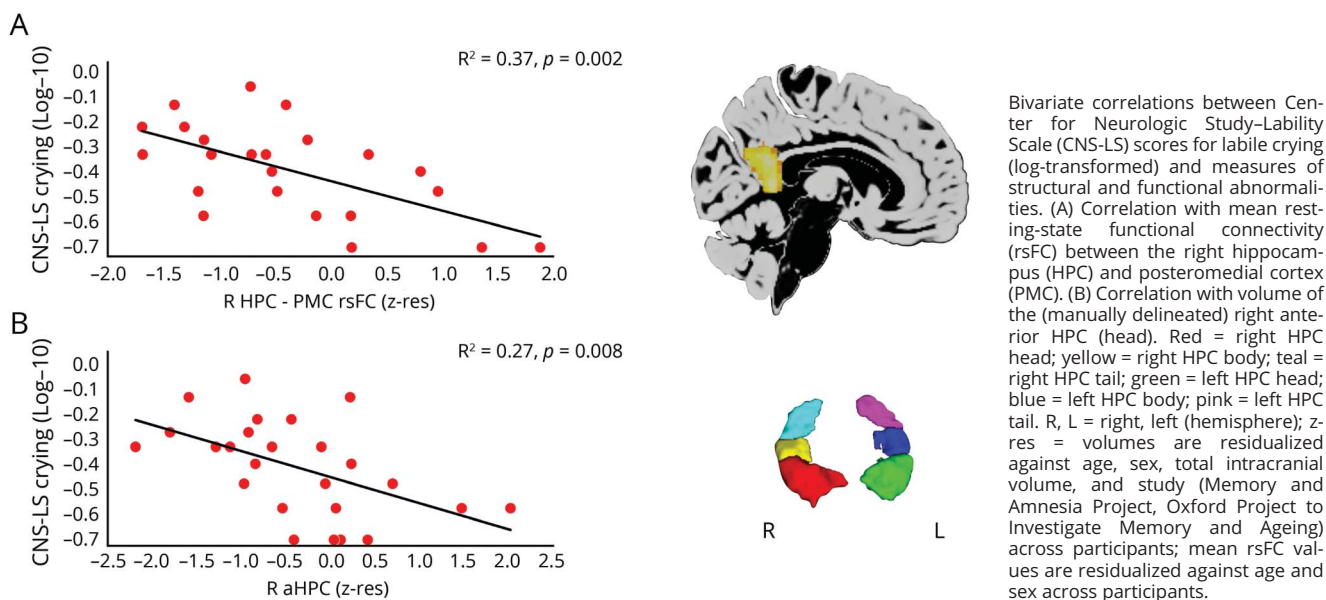 A
R² = 0.37, p = 0.002
CNS-LS crying (Log–10)
0.0
–0.1
–0.2
–0.3
–0.4
–0.5
–0.6
–0.7
–2.0 –1.5 –1.0 –0.5 0.0 0.5 1.0 1.5 2.0
R HPC - PMC rsFC (z-res)
B
R² = 0.27, p = 0.008
CNS-LS crying (Log–10)
0.0
–0.1
–0.2
–0.3
–0.4
–0.5
–0.6
–0.7
–2.5 –2.0 –1.5 –1.0 –0.5 0.0 0.5 1.0 1.5 2.0 2.5
R aHPC (z-res)
R L
Bivariate correlations between Cen-
ter for Neurologic Study–Lability
Scale (CNS-LS) scores for labile crying
(log-transformed) and measures of
structural and functional abnormali-
ties. (A) Correlation with mean rest-
ing-state functional connectivity
(rsFC) between the right hippocam-
pus (HPC) and posteromedial cortex
(PMC). (B) Correlation with volume of
the (manually delineated) right ante-
rior HPC (head). Red = right HPC
head; yellow = right HPC body; teal =
right HPC tail; green = left HPC head;
blue = left HPC body; pink = left HPC
tail. R, L = right, left (hemisphere); z-
res = volumes are residualized
against age, sex, total intracranial
volume, and study (Memory and
Amnesia Project, Oxford Project to
Investigate Memory and Ageing)
across participants; mean rsFC val-
ues are residualized against age and
sex across participants.